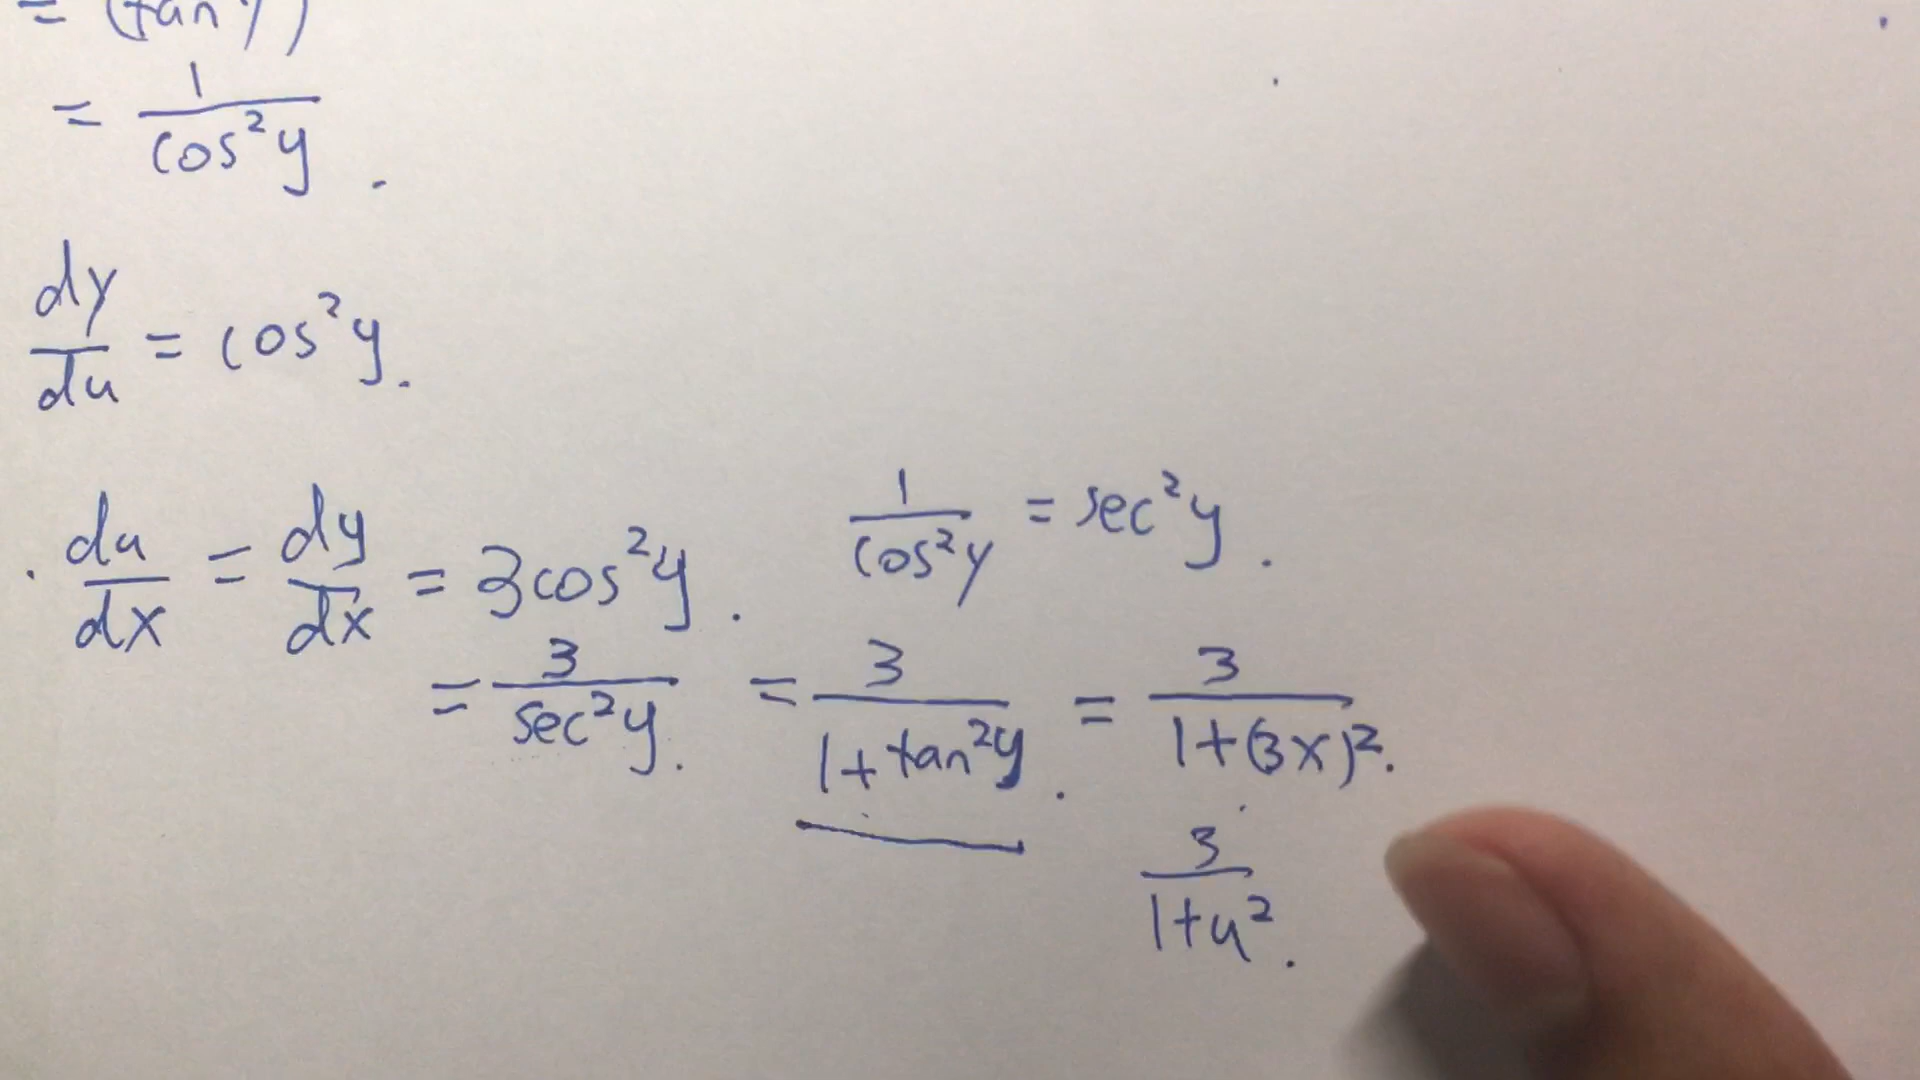 = (tan y)
= 1/cos²y .
dy/du = cos²y.
1/cos²y = sec²y .
· du/dx = dy/dx = 3cos²y .
= 3/sec²y. = 3/1+tan²y . = 3/1+(3x)².
3/1+u².